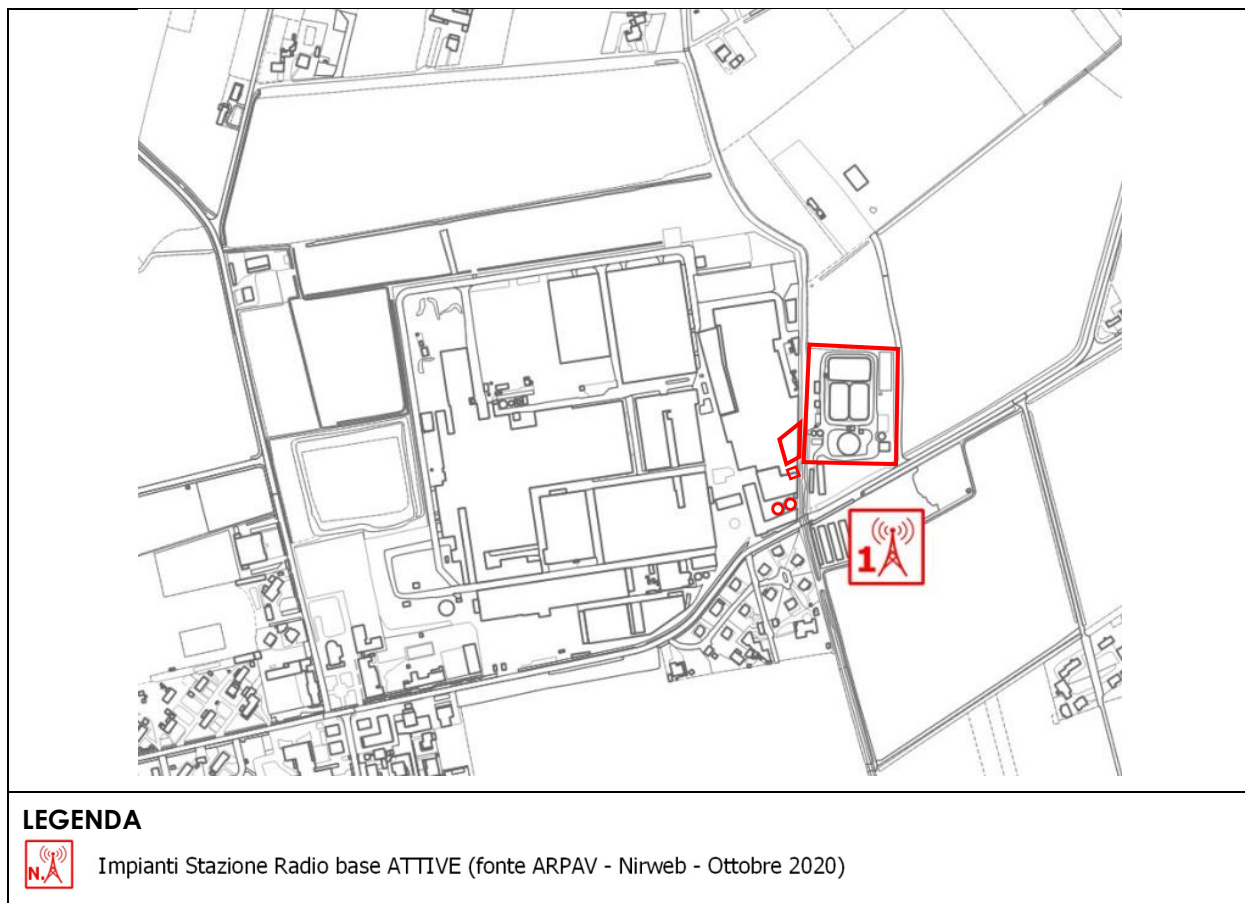 1
LEGENDA
N.
Impianti Stazione Radio base ATTIVE (fonte ARPAV - Nirweb - Ottobre 2020)